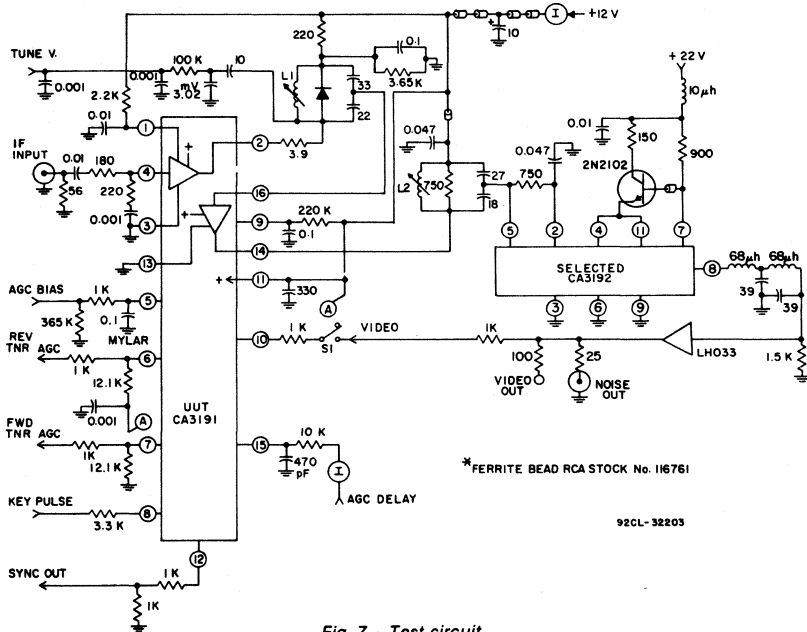 +12 V
I
10
220
0.1
3.65K
+ 22 V
10μh
TUNE V.
0.001
0.001
100 K
mV
3.02
10
L1
33
22
2.2K
0.01
1
2
3.9
0.047
0.01
150
2N2102
900
IF
INPUT
0.01
180
4
56
220
0.001
3
16
9
220 K
0.1
14
13
L2
750
27
18
750
0.047
5
2
4
11
7
SELECTED
CA3192
8
68μh
68μh
39
39
3
6
9
AGC BIAS
1 K
5
365 K
0.1
MYLAR
11
330
A
REV
TNR AGC
1 K
6
12.1 K
10
1 K
S1
VIDEO
1K
LH033
1.5 K
100
VIDEO
OUT
25
NOISE
OUT
0.001
A
UUT
CA3191
FWD
TNR AGC
1K
7
12.1K
15
10 K
470
pF
I
AGC DELAY
*FERRITE BEAD RCA STOCK No. 116761
KEY PULSE
3.3 K
8
92CL-32203
12
SYNC OUT
1 K
1K
Fig. 7 - Test circuit